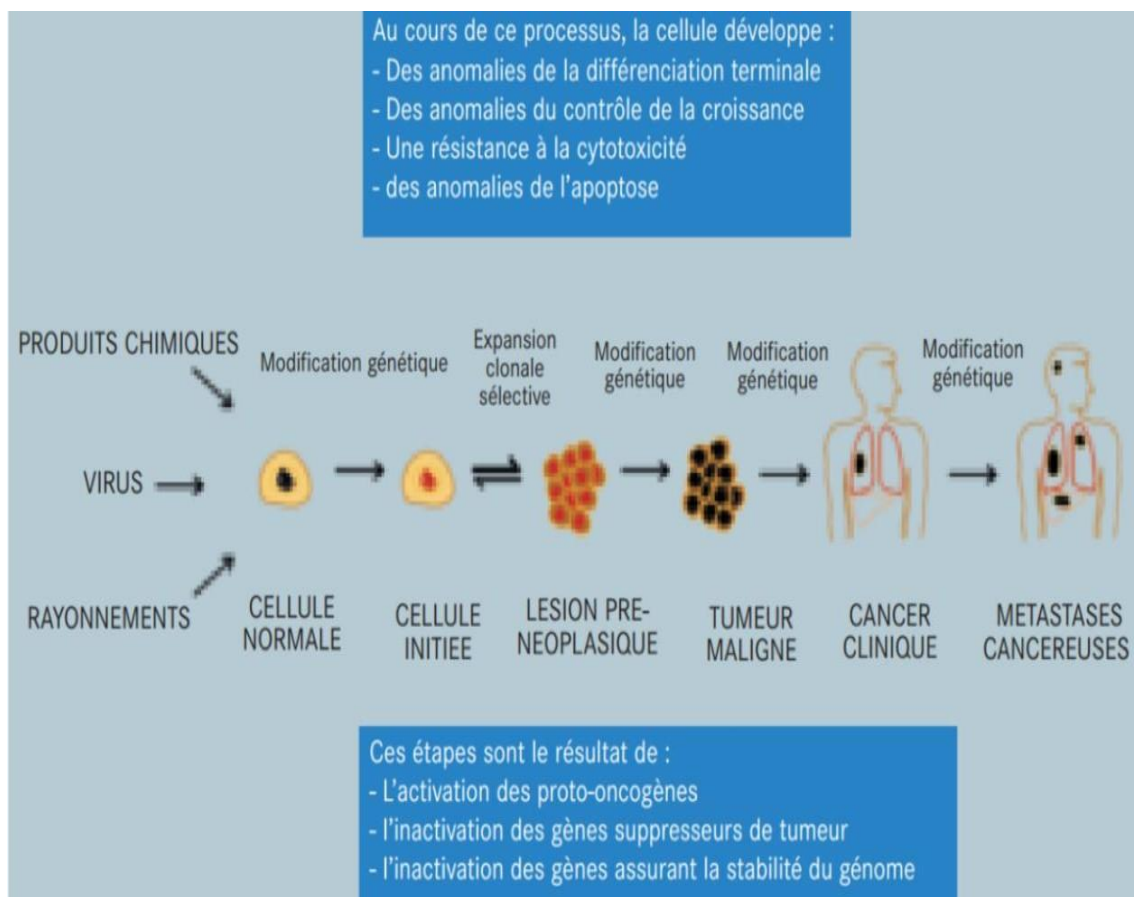 Au cours de ce processus, la cellule développe :
- Des anomalies de la différenciation terminale
- Des anomalies du contrôle de la croissance
- Une résistance à la cytotoxicité
- des anomalies de l'apoptose
PRODUITS CHIMIQUES
VIRUS
RAYONNEMENTS
Modification génétique
Expansion
clonale
sélective
Modification
génétique
Modification
génétique
Modification
génétique
CELLULE
NORMALE
CELLULE
INITIEE
LESION PRE-
NEOPLASIQUE
TUMEUR
MALIGNE
CANCER
CLINIQUE
METASTASES
CANCEREUSES
Ces étapes sont le résultat de :
- L'activation des proto-oncogènes
- l'inactivation des gènes suppresseurs de tumeur
- l'inactivation des gènes assurant la stabilité du génome